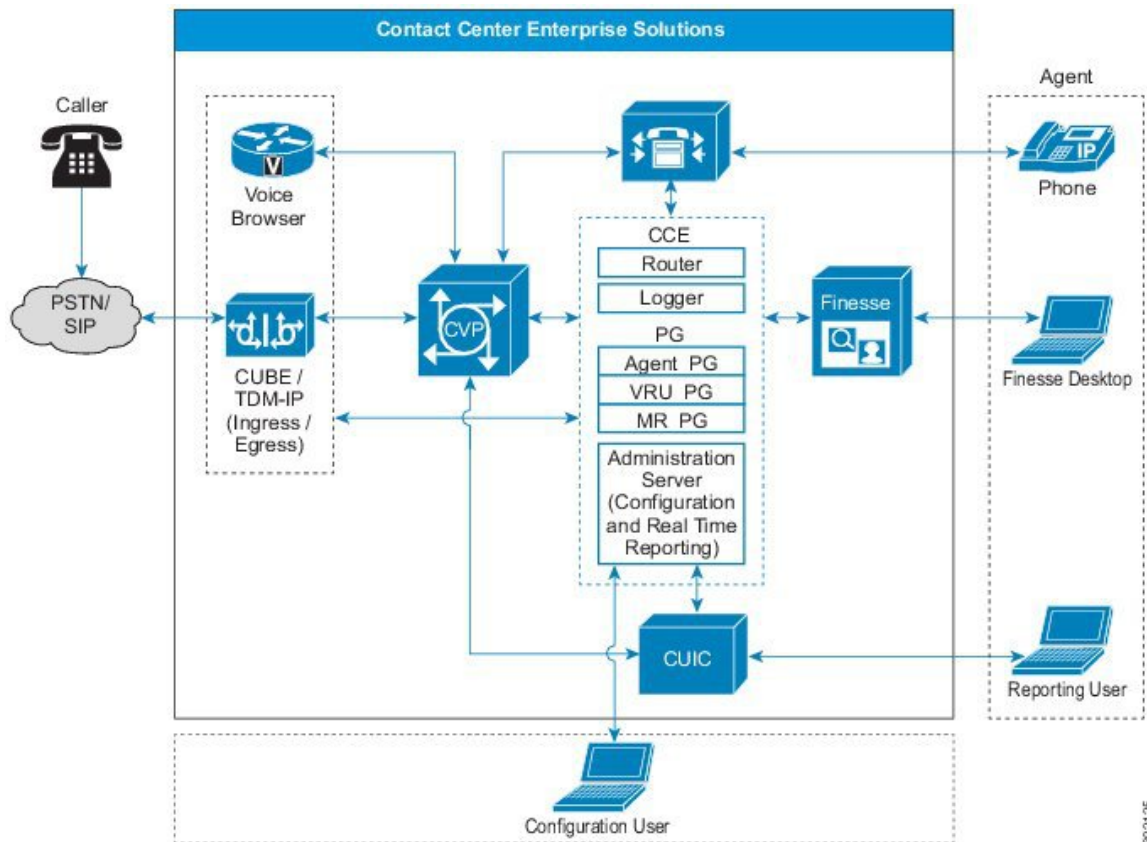 Contact Center Enterprise Solutions
Caller
PSTN/
SIP
V
Voice
Browser
CUBE /
TDM-IP
(Ingress /
Egress)
CVP
CCE
Router
Logger
PG
Agent PG
VRU PG
MR PG
Administration
Server
(Configuration
and Real Time
Reporting)
Finesse
CUIC
Agent
IP
Phone
Finesse Desktop
Reporting User
Configuration User